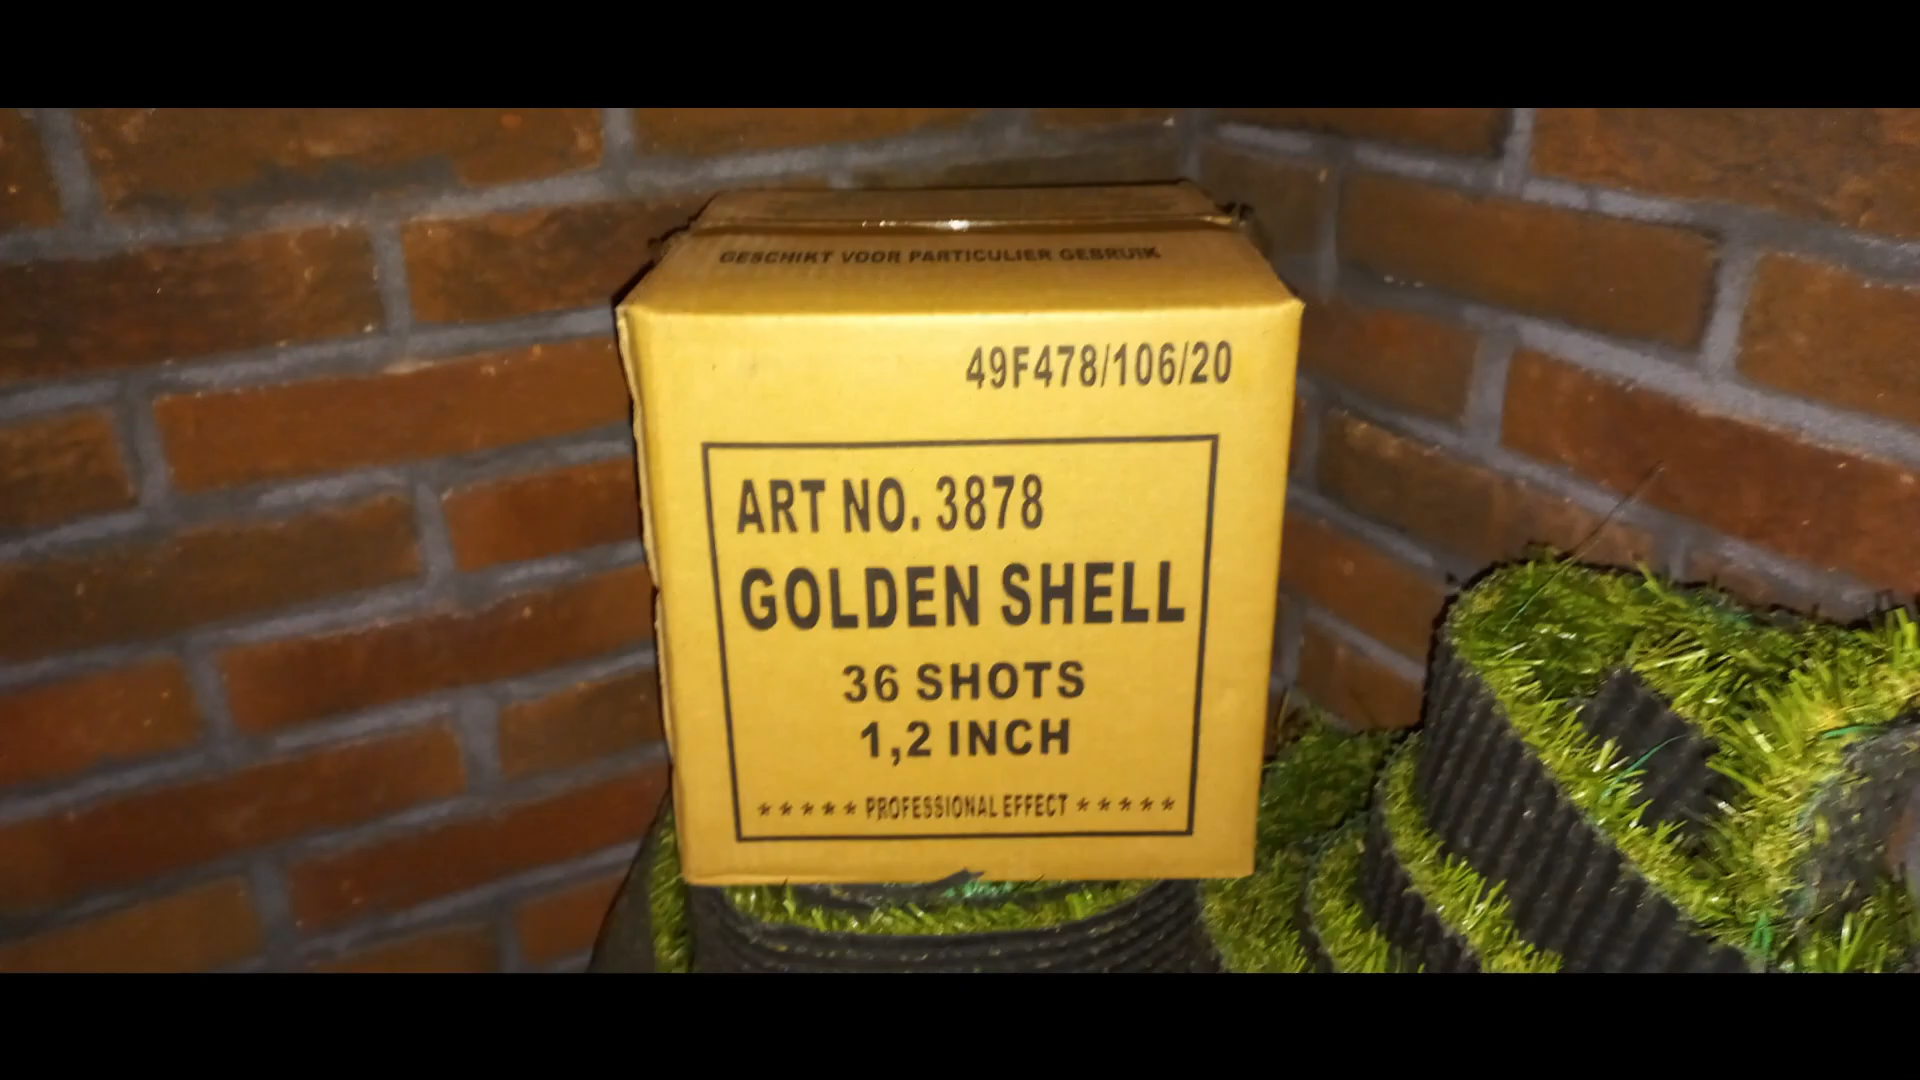 GESCHIKT VOOR PARTICULIER GEBRUIK
49F478/106/20
ART NO. 3878
GOLDEN SHELL
36 SHOTS
1,2 INCH
***** PROFESSIONAL EFFECT *****